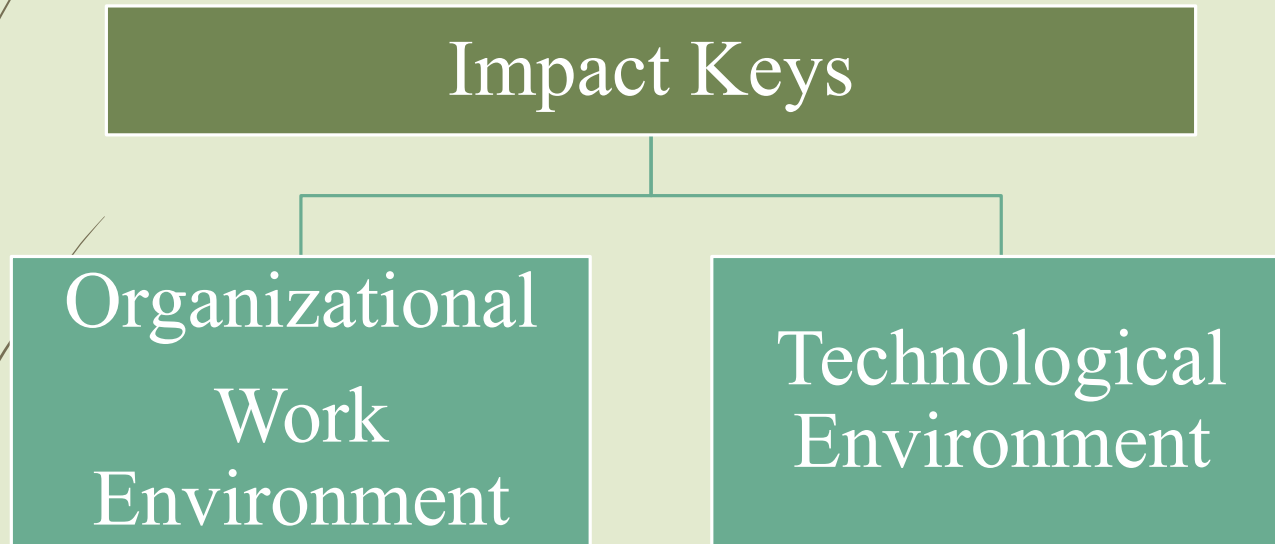 Impact Keys
Organizational
Work
Environment
Technological
Environment